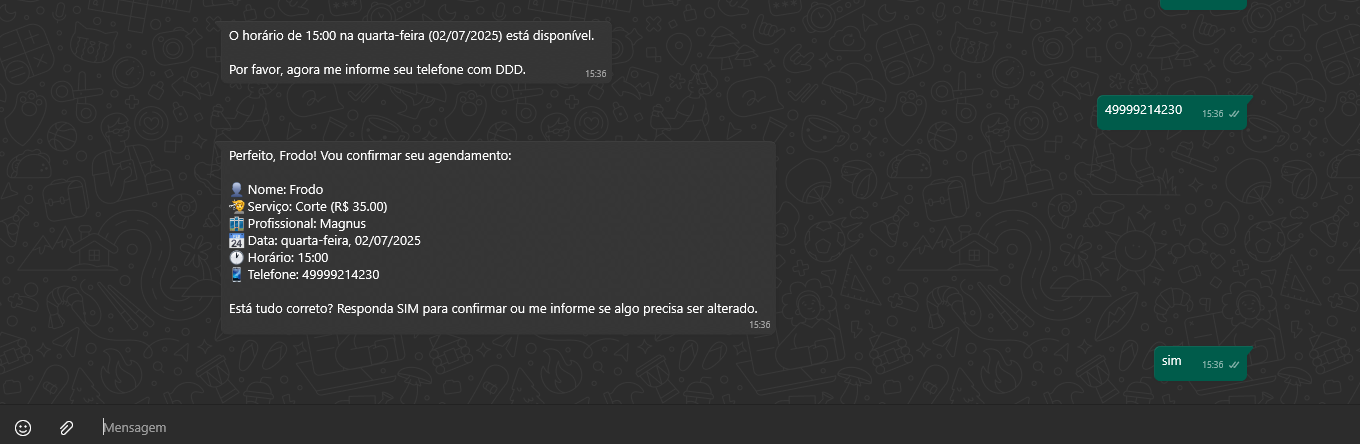 O horário de 15:00 na quarta-feira (02/07/2025) está disponível.
Por favor, agora me informe seu telefone com DDD.
15:36
49999214230
15:36
Perfeito, Frodo! Vou confirmar seu agendamento:
Nome: Frodo
Serviço: Corte (R$ 35.00)
Profissional: Magnus
24 Data: quarta-feira, 02/07/2025
Horário: 15:00
Telefone: 49999214230
Está tudo correto? Responda SIM para confirmar ou me informe se algo precisa ser alterado.
15:36
sim
15:36
Mensagem